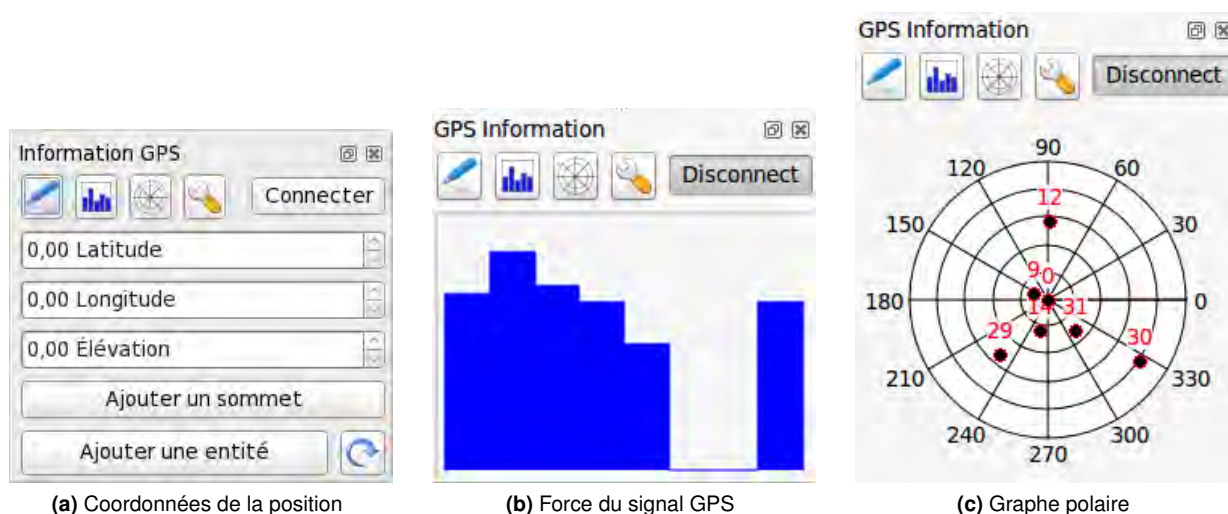 Information GPS
Connecter
0,00 Latitude
0,00 Longitude
0,00 Élévation
Ajouter un sommet
Ajouter une entité
(a) Coordonnées de la position
GPS Information
Disconnect
(b) Force du signal GPS
GPS Information
Disconnect
90
120
60
12
150
30
9
0
180
0
14
31
29
30
210
330
240
300
270
(c) Graphe polaire